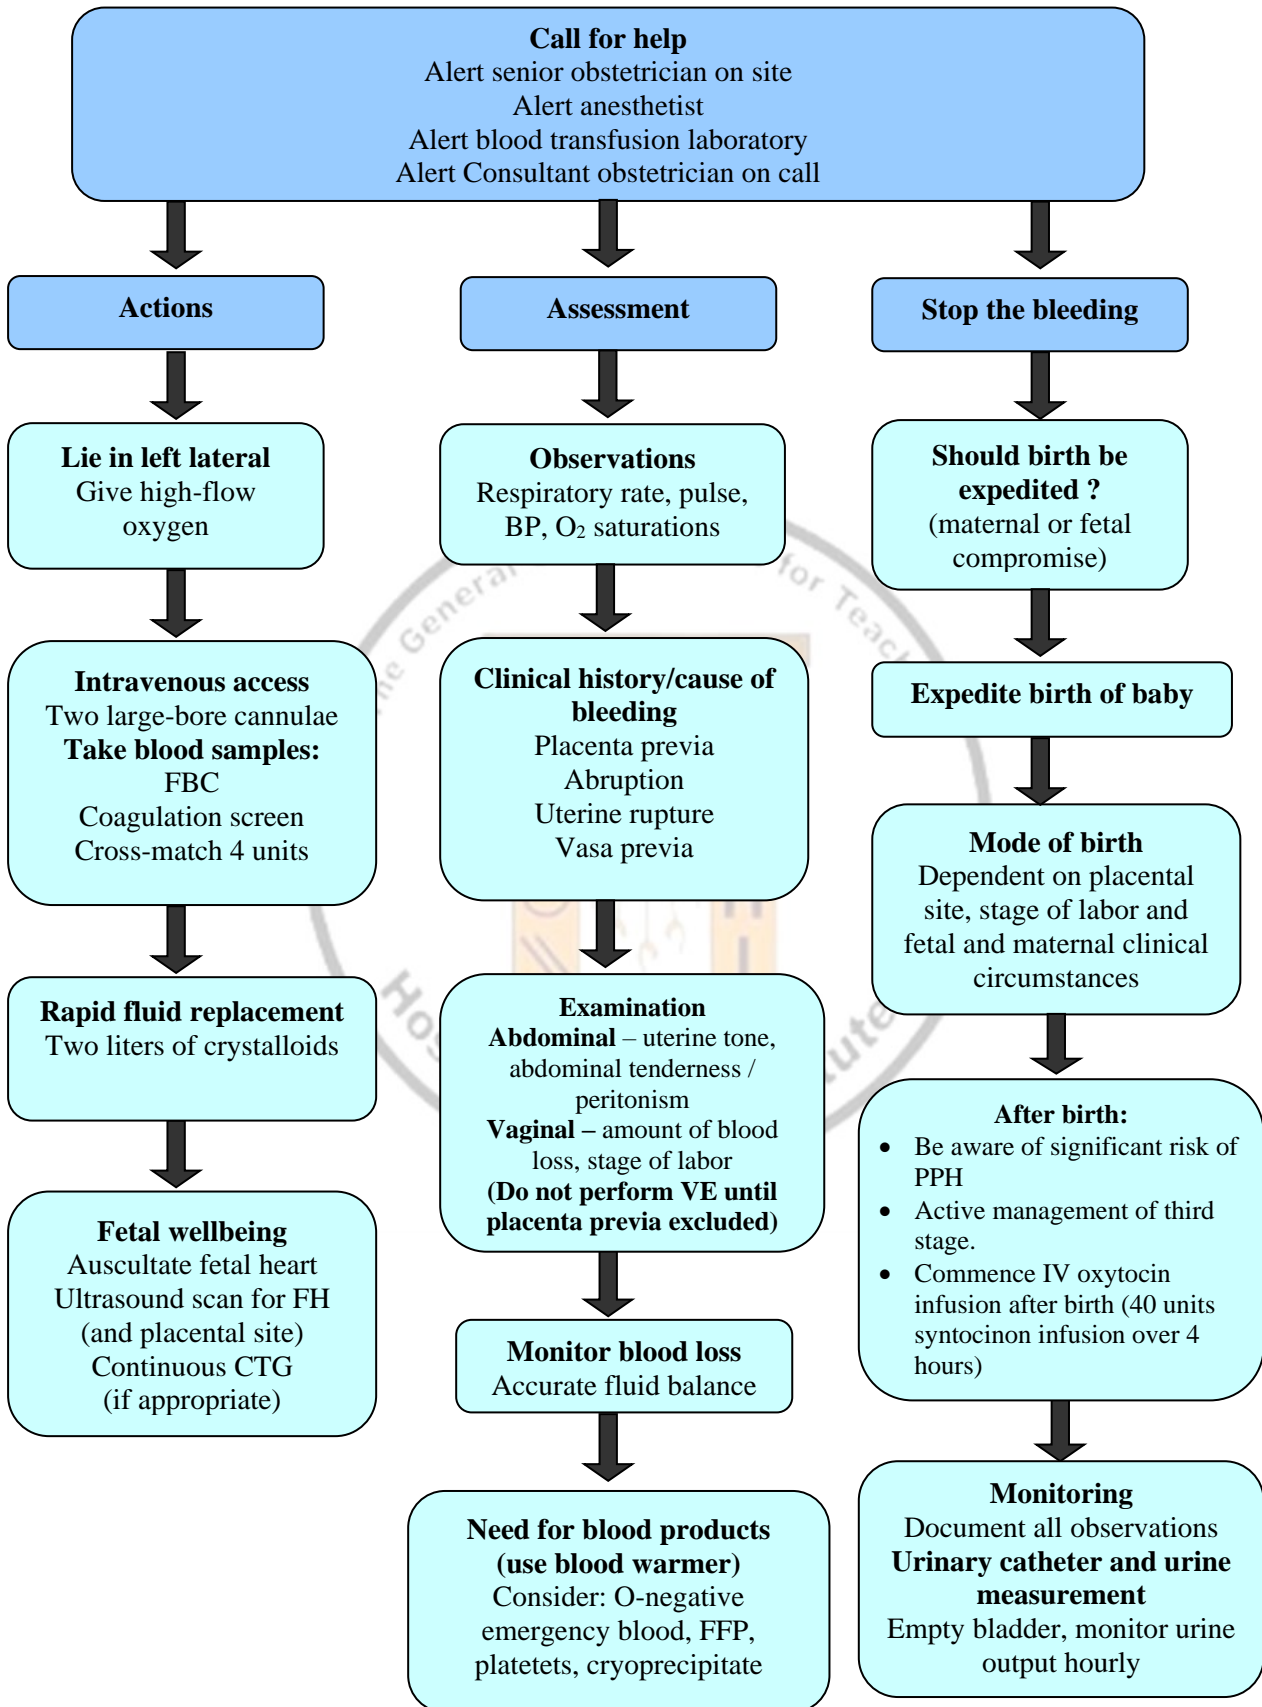 Call for help
Alert senior obstetrician on site
Alert anesthetist
Alert blood transfusion laboratory
Alert Consultant obstetrician on call
Actions
Lie in left lateral
Give high-flow
oxygen
Intravenous access
Two large-bore cannulae
Take blood samples:
FBC
Coagulation screen
Cross-match 4 units
Rapid fluid replacement
Two liters of crystalloids
Fetal wellbeing
Auscultate fetal heart
Ultrasound scan for FH
(and placental site)
Continuous CTG
(if appropriate)
Assessment
Observations
Respiratory rate, pulse,
BP, O₂ saturations
Clinical history/cause of
bleeding
Placenta previa
Abruption
Uterine rupture
Vasa previa
Examination
Abdominal – uterine tone,
abdominal tenderness /
peritonism
Vaginal – amount of blood
loss, stage of labor
(Do not perform VE until
placenta previa excluded)
Monitor blood loss
Accurate fluid balance
Need for blood products
(use blood warmer)
Consider: O-negative
emergency blood, FFP,
platetets, cryoprecipitate
Stop the bleeding
Should birth be
expedited ?
(maternal or fetal
compromise)
Expedite birth of baby
Mode of birth
Dependent on placental
site, stage of labor and
fetal and maternal clinical
circumstances
After birth:
• Be aware of significant risk of
PPH
• Active management of third
stage.
• Commence IV oxytocin
infusion after birth (40 units
syntocinon infusion over 4
hours)
Monitoring
Document all observations
Urinary catheter and urine
measurement
Empty bladder, monitor urine
output hourly
The General
for